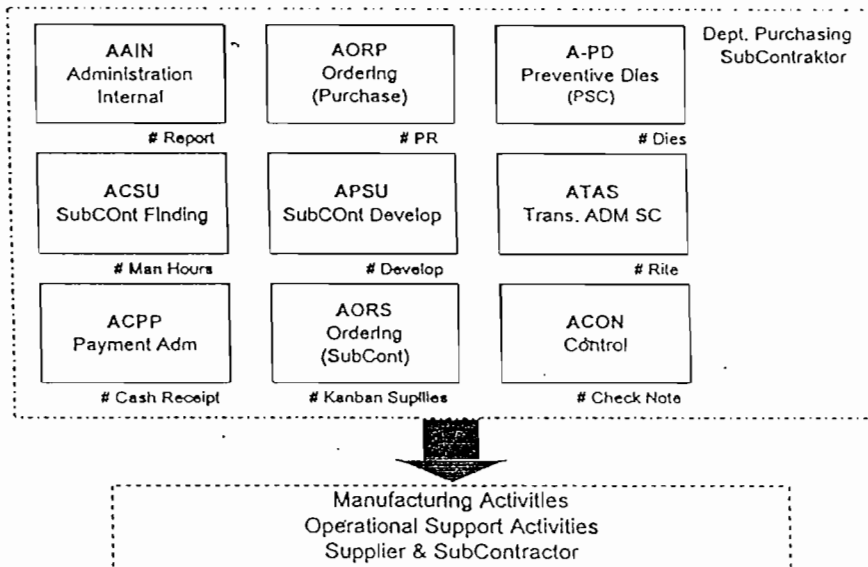 Dept. Purchasing
SubContraktor
AAIN
Administration
Internal
# Report
AORP
Ordering
(Purchase)
# PR
A-PD
Preventive Dies
(PSC)
# Dies
ACSU
SubCOnt Finding
# Man Hours
APSU
SubCOnt Develop
# Develop
ATAS
Trans. ADM SC
# Rite
ACPP
Payment Adm
# Cash Receipt
AORS
Ordering
(SubCont)
# Kanban Supllies
ACON
Control
# Check Note
Manufacturing Activities
Operational Support Activities
Supplier & SubContractor